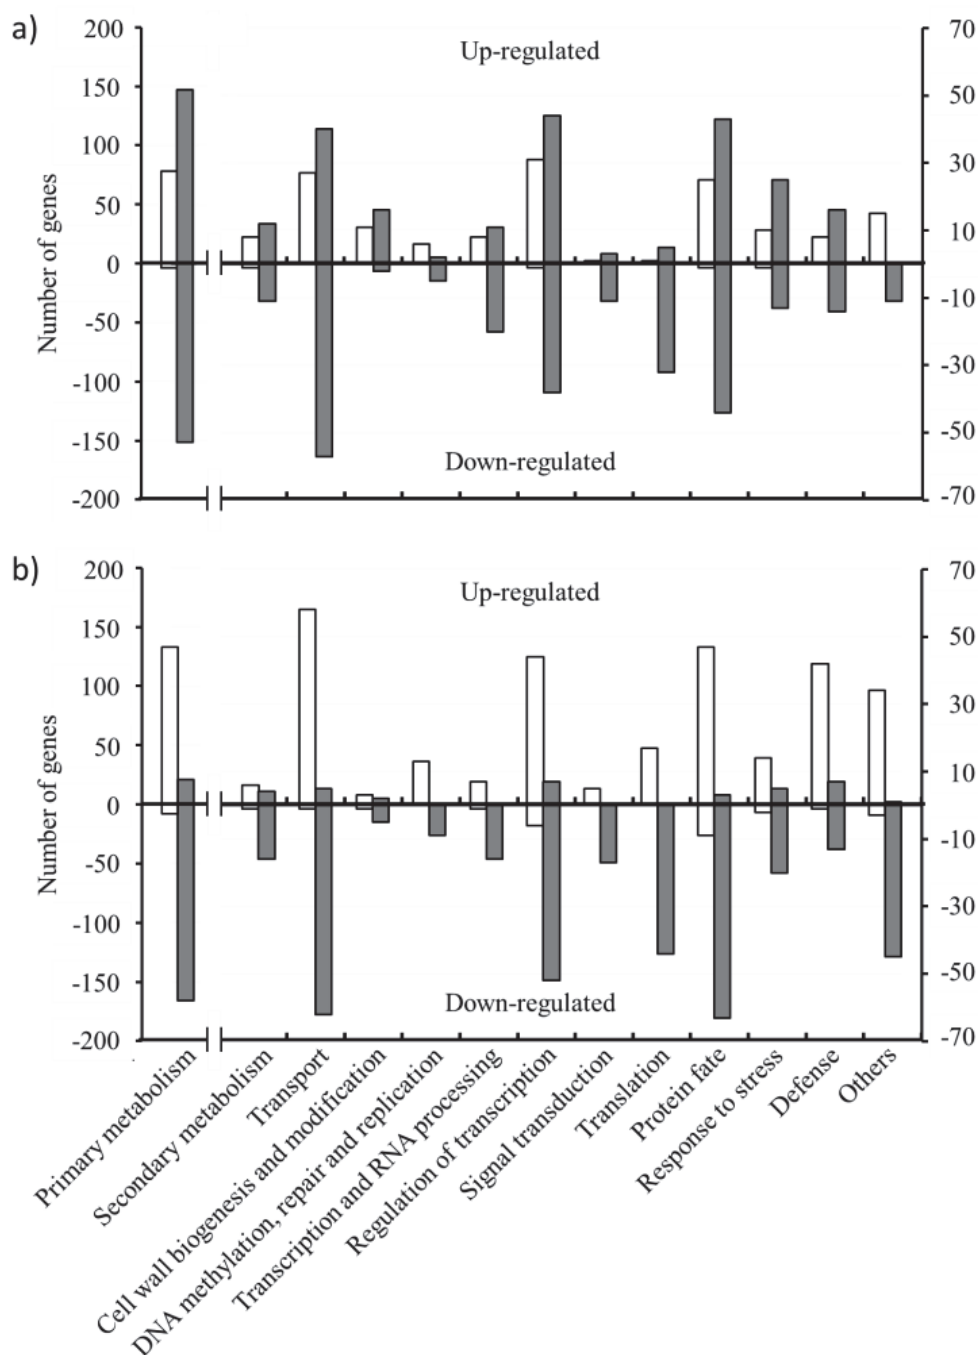 a)
Up-regulated
Number of genes
200
150
100
50
0
-50
-100
-150
-200
70
50
30
10
-10
-30
-50
-70
Down-regulated
b)
Up-regulated
Number of genes
200
150
100
50
0
-50
-100
-150
-200
70
50
30
10
-10
-30
-50
-70
Down-regulated
Primary metabolism
Secondary metabolism
Transport
Cell wall biogenesis and modification
DNA methylation, repair and replication
Transcription and RNA processing
Regulation of transcription
Signal transduction
Translation
Protein fate
Response to stress
Defense
Others